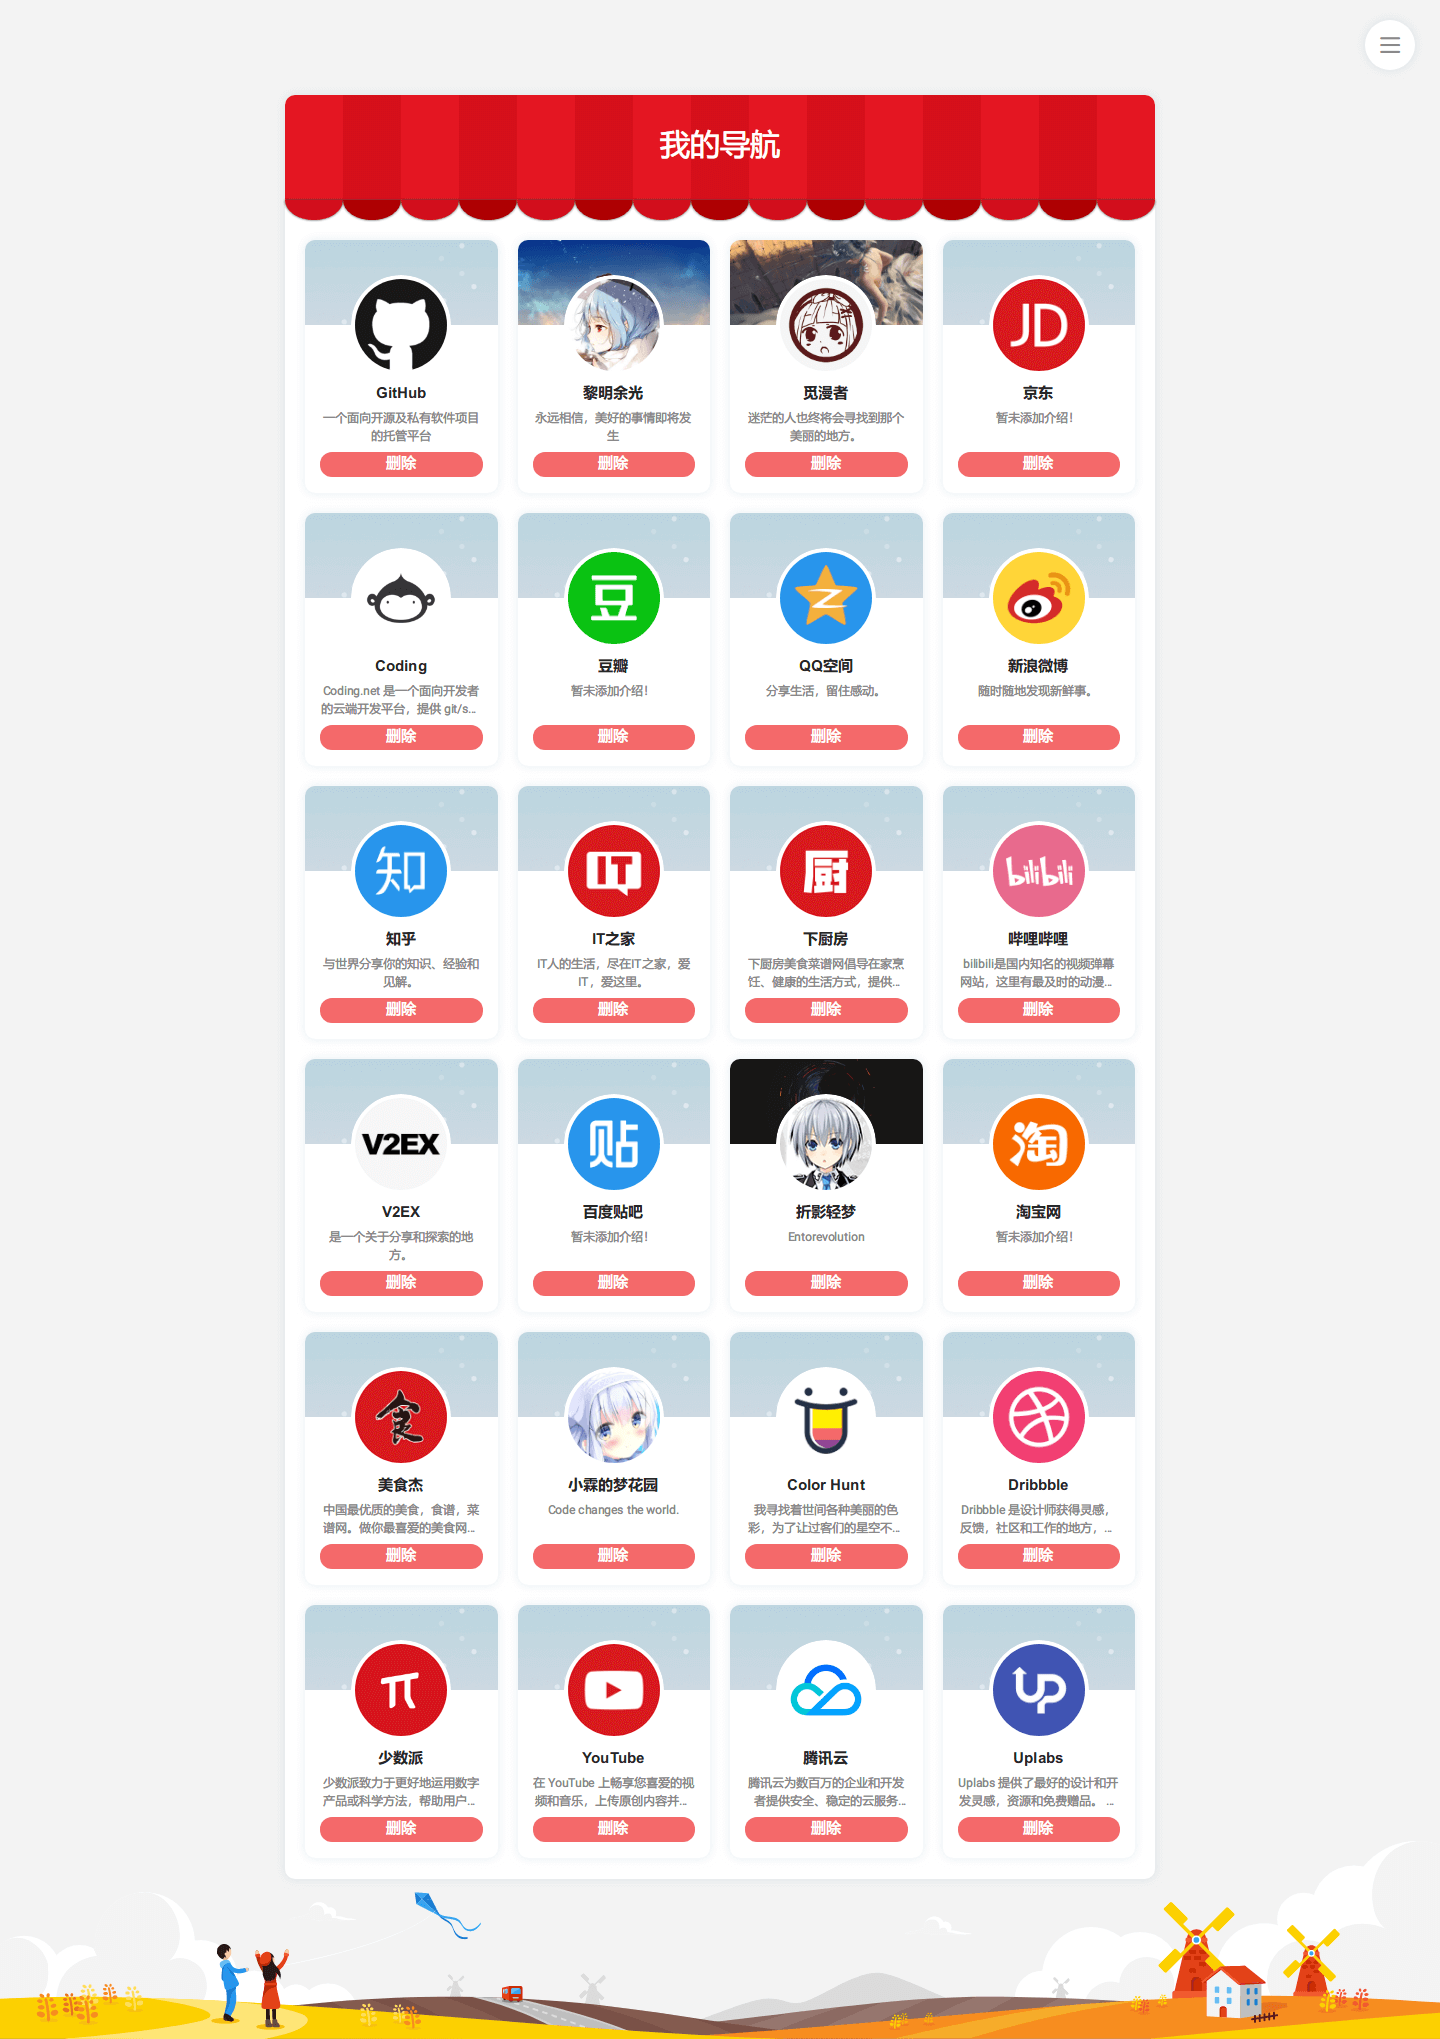 我的导航
GitHub
一个面向开源及私有软件项目
的托管平台
删除
黎明余光
永远相信，美好的事情即将发
生
删除
觅漫者
迷茫的人也终将会寻找到那个
美丽的地方。
删除
JD
京东
暂未添加介绍！
删除
Coding
Coding.net 是一个面向开发者
的云端开发平台，提供 git/s...
删除
豆
豆瓣
暂未添加介绍！
删除
QQ空间
分享生活，留住感动。
删除
新浪微博
随时随地发现新鲜事。
删除
知
知乎
与世界分享你的知识、经验和
见解。
删除
IT
IT之家
IT人的生活，尽在IT之家，爱
IT，爱这里。
删除
厨
下厨房
下厨房美食菜谱网倡导在家烹
饪、健康的生活方式，提供...
删除
bilibili
哔哩哔哩
bilibili是国内知名的视频弹幕
网站，这里有最及时的动漫...
删除
V2EX
V2EX
是一个关于分享和探索的地
方。
删除
贴
百度贴吧
暂未添加介绍！
删除
折影轻梦
Entorevolution
删除
淘
淘宝网
暂未添加介绍！
删除
食
美食杰
中国最优质的美食，食谱，菜
谱网。做你最喜爱的美食网...
删除
小霖的梦花园
Code changes the world.
删除
Color Hunt
我寻找着世间各种美丽的色
彩，为了让过客们的星空不...
删除
Dribbble
Dribbble 是设计师获得灵感，
反馈，社区和工作的地方，...
删除
π
少数派
少数派致力于更好地运用数字
产品或科学方法，帮助用户...
删除
YouTube
在 YouTube 上畅享您喜爱的视
频和音乐，上传原创内容并...
删除
腾讯云
腾讯云为数百万的企业和开发
者提供安全、稳定的云服务...
删除
UP
Uplabs
Uplabs 提供了最好的设计和开
发灵感，资源和免费赠品。 ...
删除